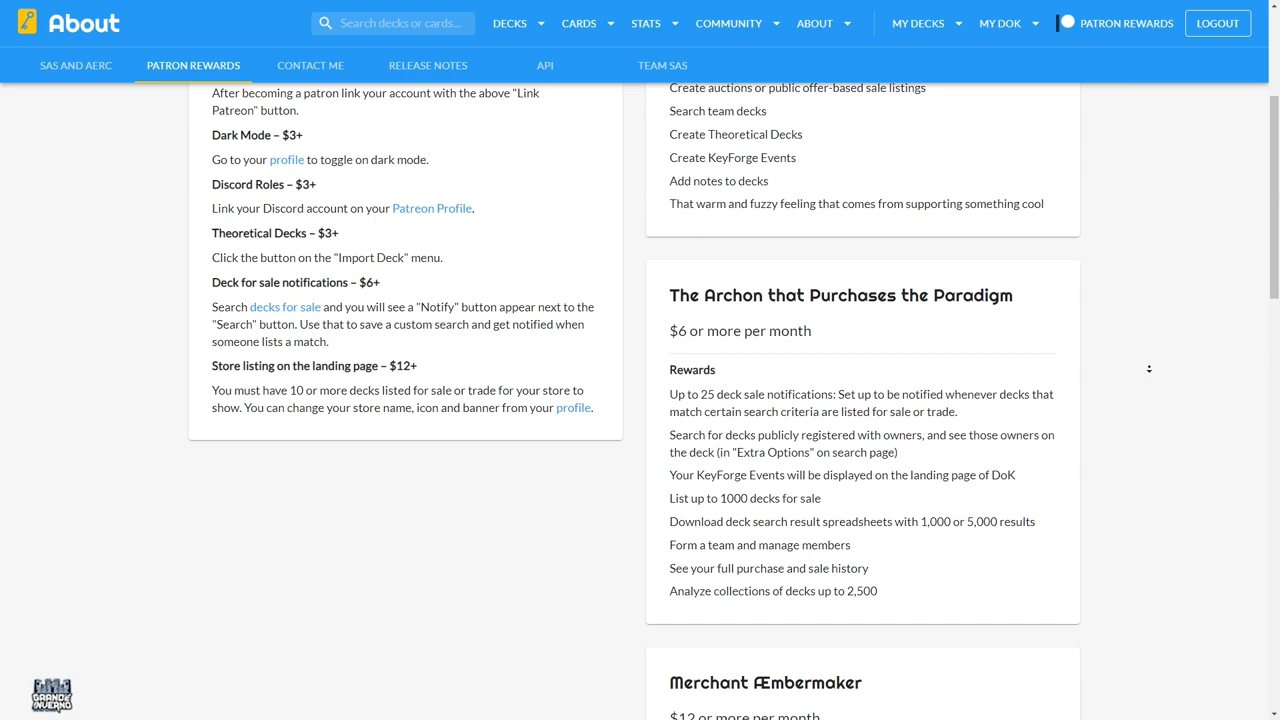 About
Search decks or cards...
DECKS
CARDS
STATS
COMMUNITY
ABOUT
MY DECKS
MY DOK
PATRON REWARDS
LOGOUT
SAS AND AERC
PATRON REWARDS
CONTACT ME
RELEASE NOTES
API
TEAM SAS
After becoming a patron link your account with the above "Link
Patreon" button.
Dark Mode – $3+
Go to your profile to toggle on dark mode.
Discord Roles – $3+
Link your Discord account on your Patreon Profile.
Theoretical Decks – $3+
Click the button on the "Import Deck" menu.
Deck for sale notifications – $6+
Search decks for sale and you will see a "Notify" button appear next to the
"Search" button. Use that to save a custom search and get notified when
someone lists a match.
Store listing on the landing page – $12+
You must have 10 or more decks listed for sale or trade for your store to
show. You can change your store name, icon and banner from your profile.
Create auctions or public offer-based sale listings
Search team decks
Create Theoretical Decks
Create KeyForge Events
Add notes to decks
That warm and fuzzy feeling that comes from supporting something cool
The Archon that Purchases the Paradigm
$6 or more per month
Rewards
Up to 25 deck sale notifications: Set up to be notified whenever decks that
match certain search criteria are listed for sale or trade.
Search for decks publicly registered with owners, and see those owners on
the deck (in "Extra Options" on search page)
Your KeyForge Events will be displayed on the landing page of DoK
List up to 1000 decks for sale
Download deck search result spreadsheets with 1,000 or 5,000 results
Form a team and manage members
See your full purchase and sale history
Analyze collections of decks up to 2,500
Merchant Æmbermaker
$12 or more per month
GRANDE
INVERNO